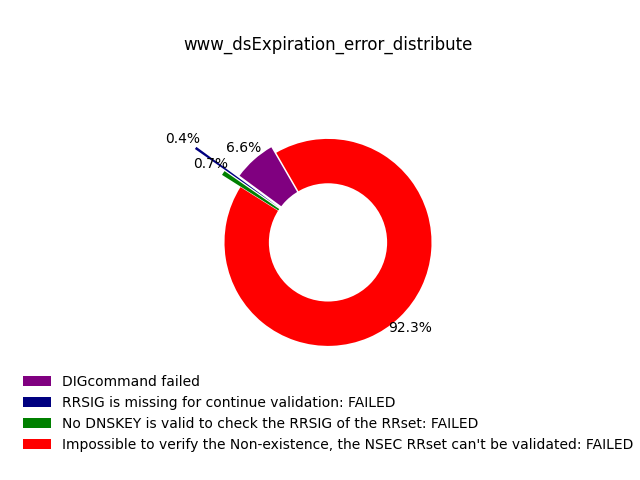 www_dsExpiration_error_distribute
0.4%
6.6%
0.7%
92.3%
DIGcommand failed
RRSIG is missing for continue validation: FAILED
No DNSKEY is valid to check the RRSIG of the RRset: FAILED
Impossible to verify the Non-existence, the NSEC RRset can't be validated: FAILED